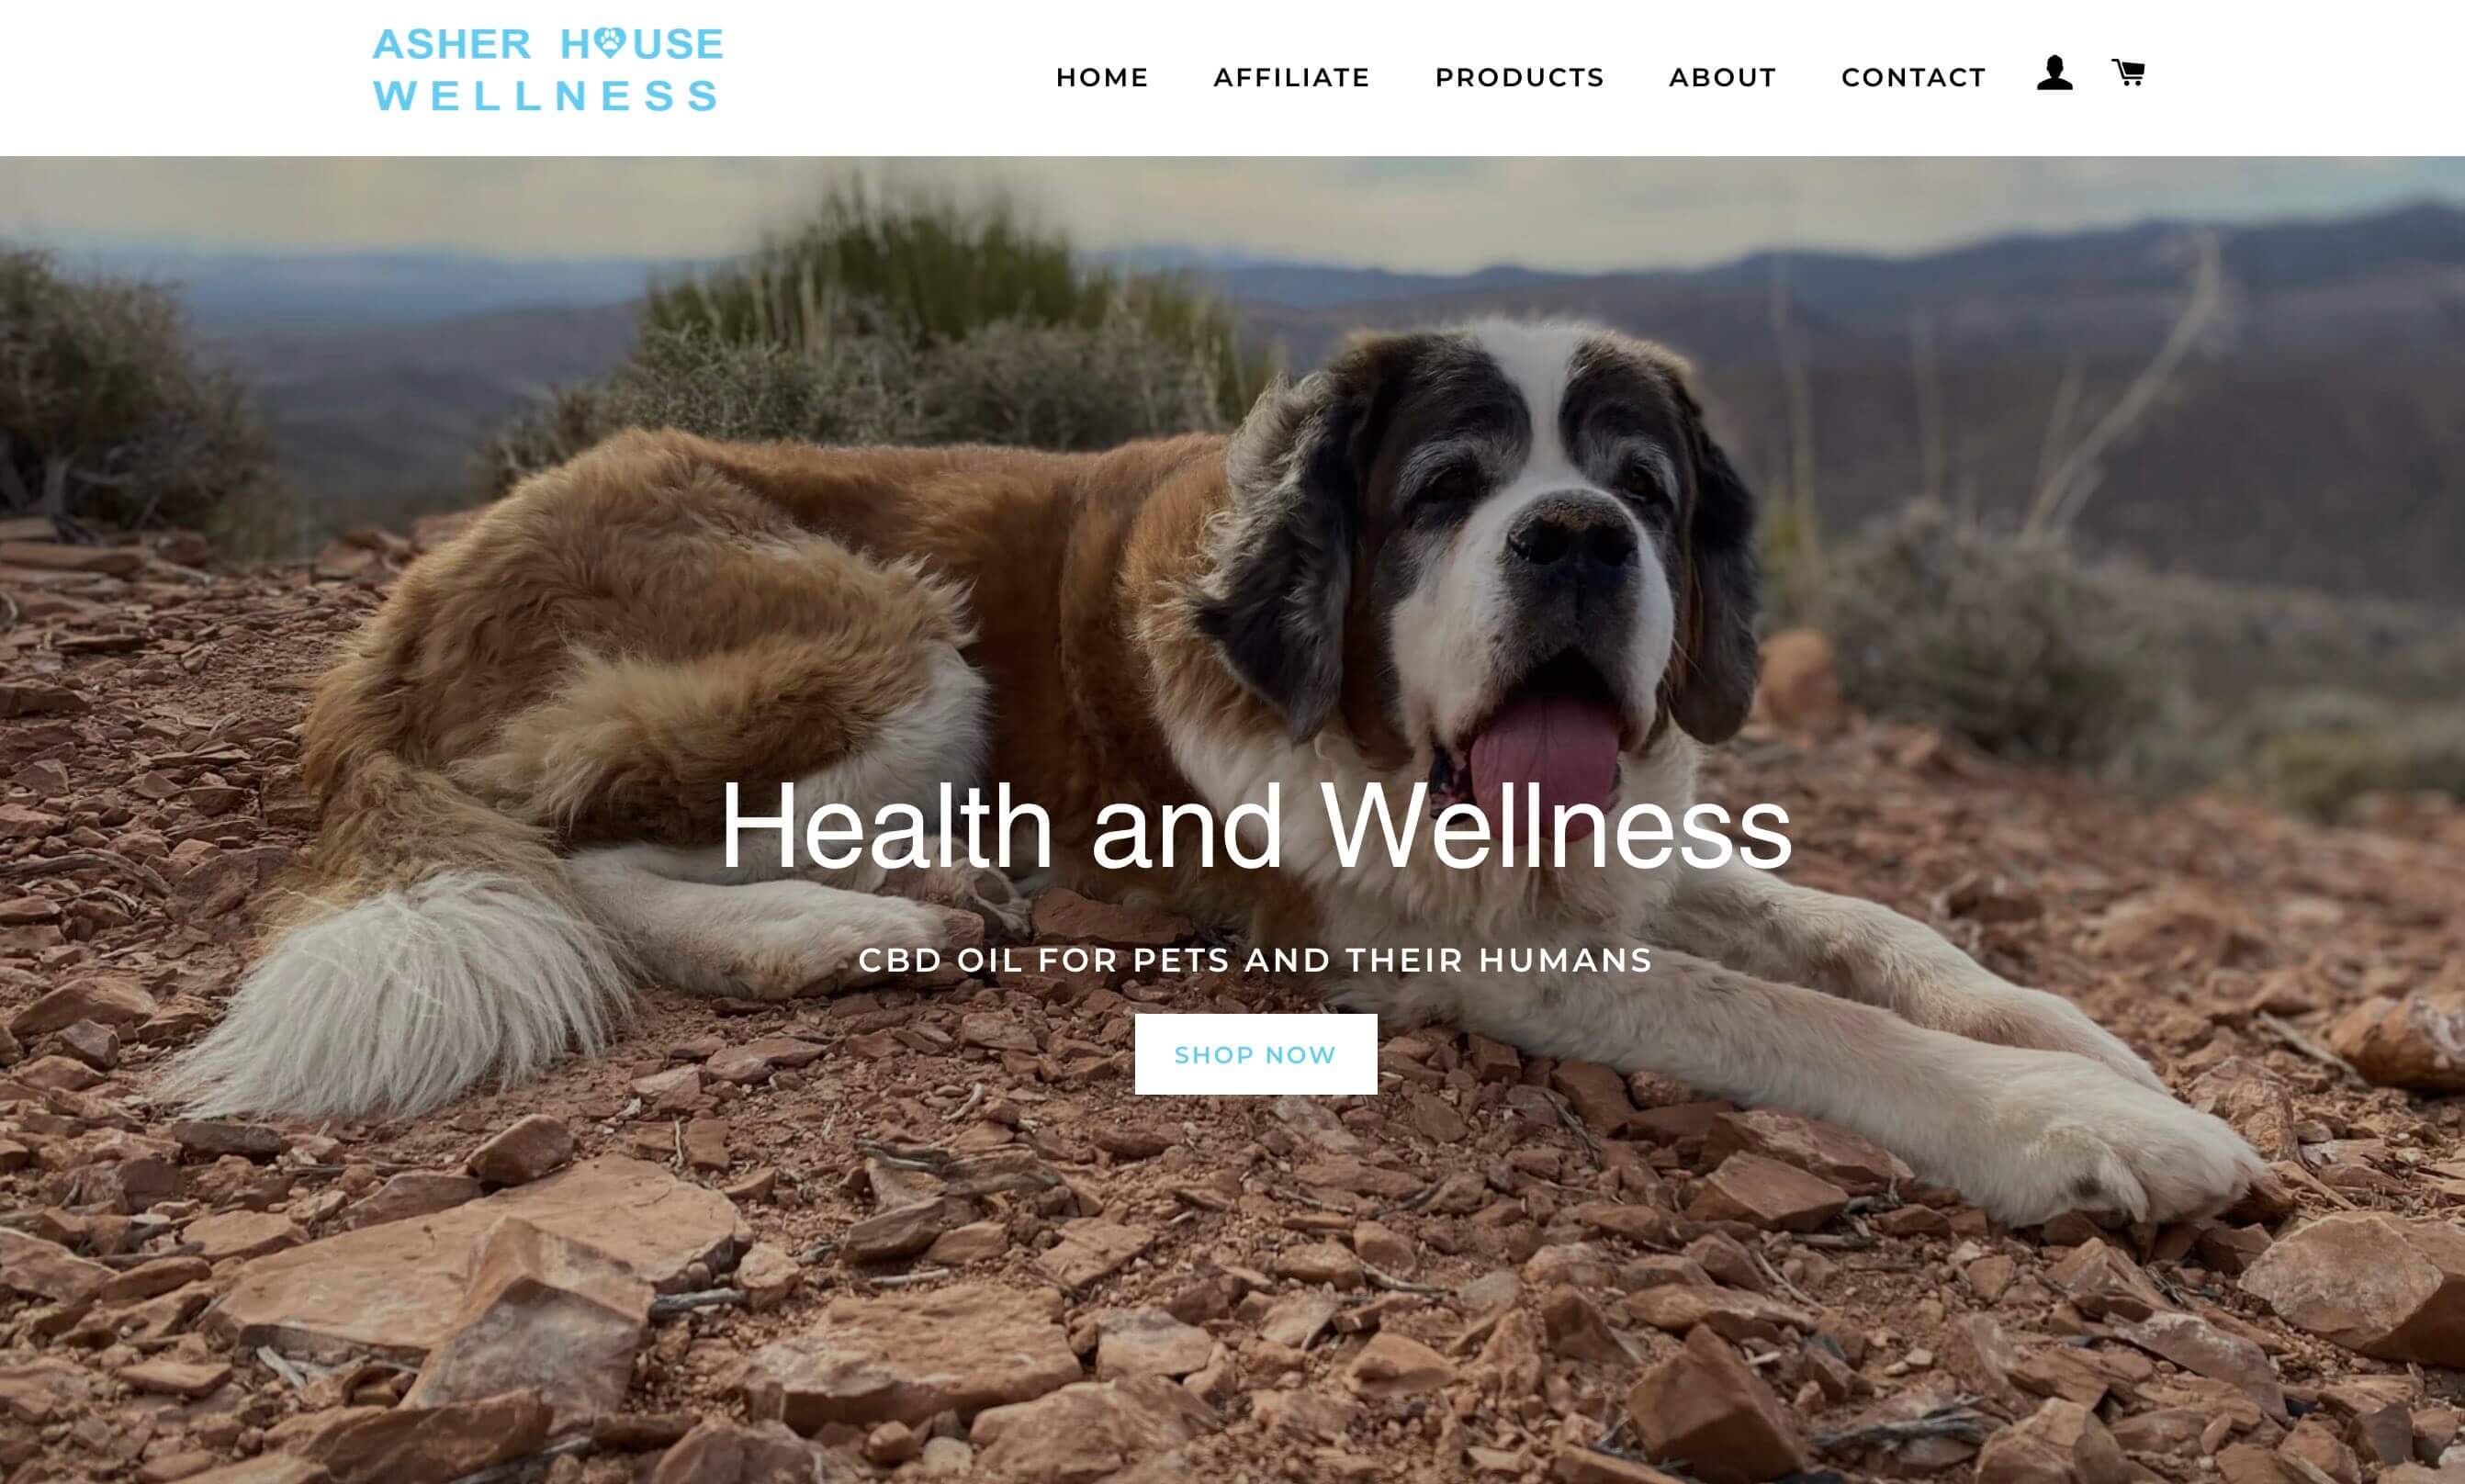 ASHER HOUSE
WELLNESS
HOME AFFILIATE PRODUCTS ABOUT CONTACT
Health and Wellness
CBD OIL FOR PETS AND THEIR HUMANS
SHOP NOW